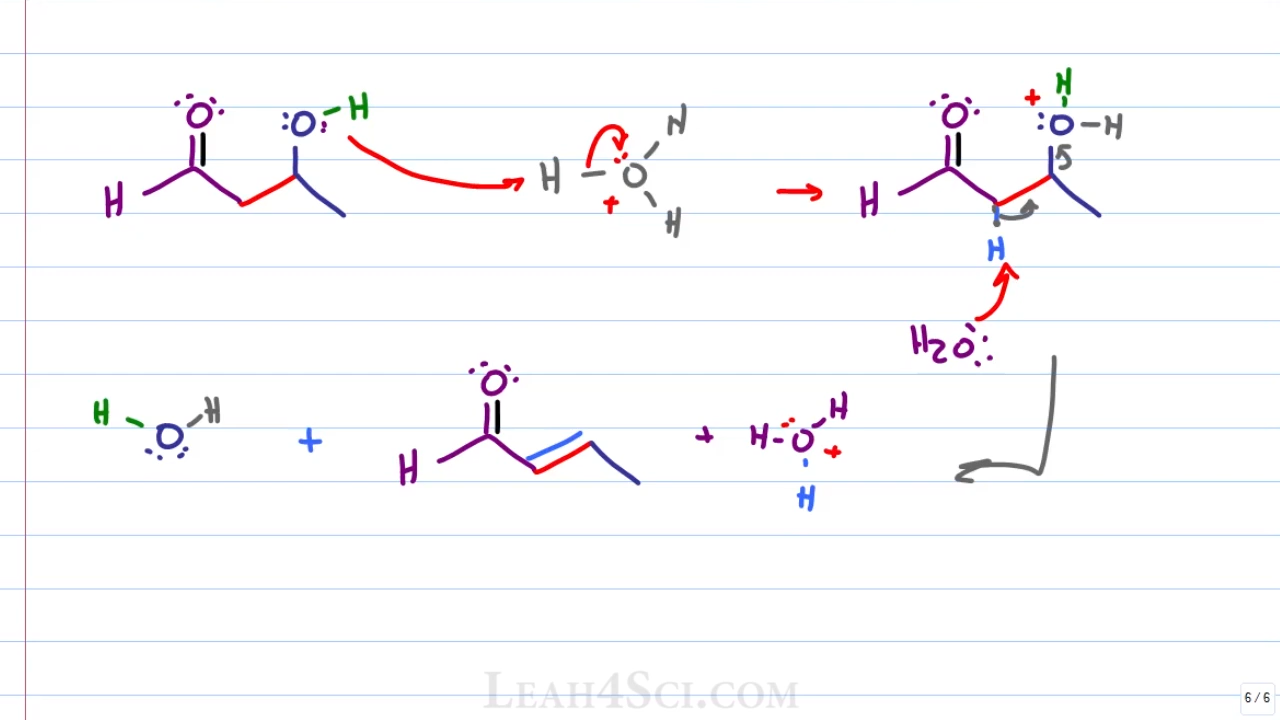 O H O H H O H H H + → O H O H H + H
H₂O
H O H + O H + H O H H +
LEAH4SCI.COM
6 / 6